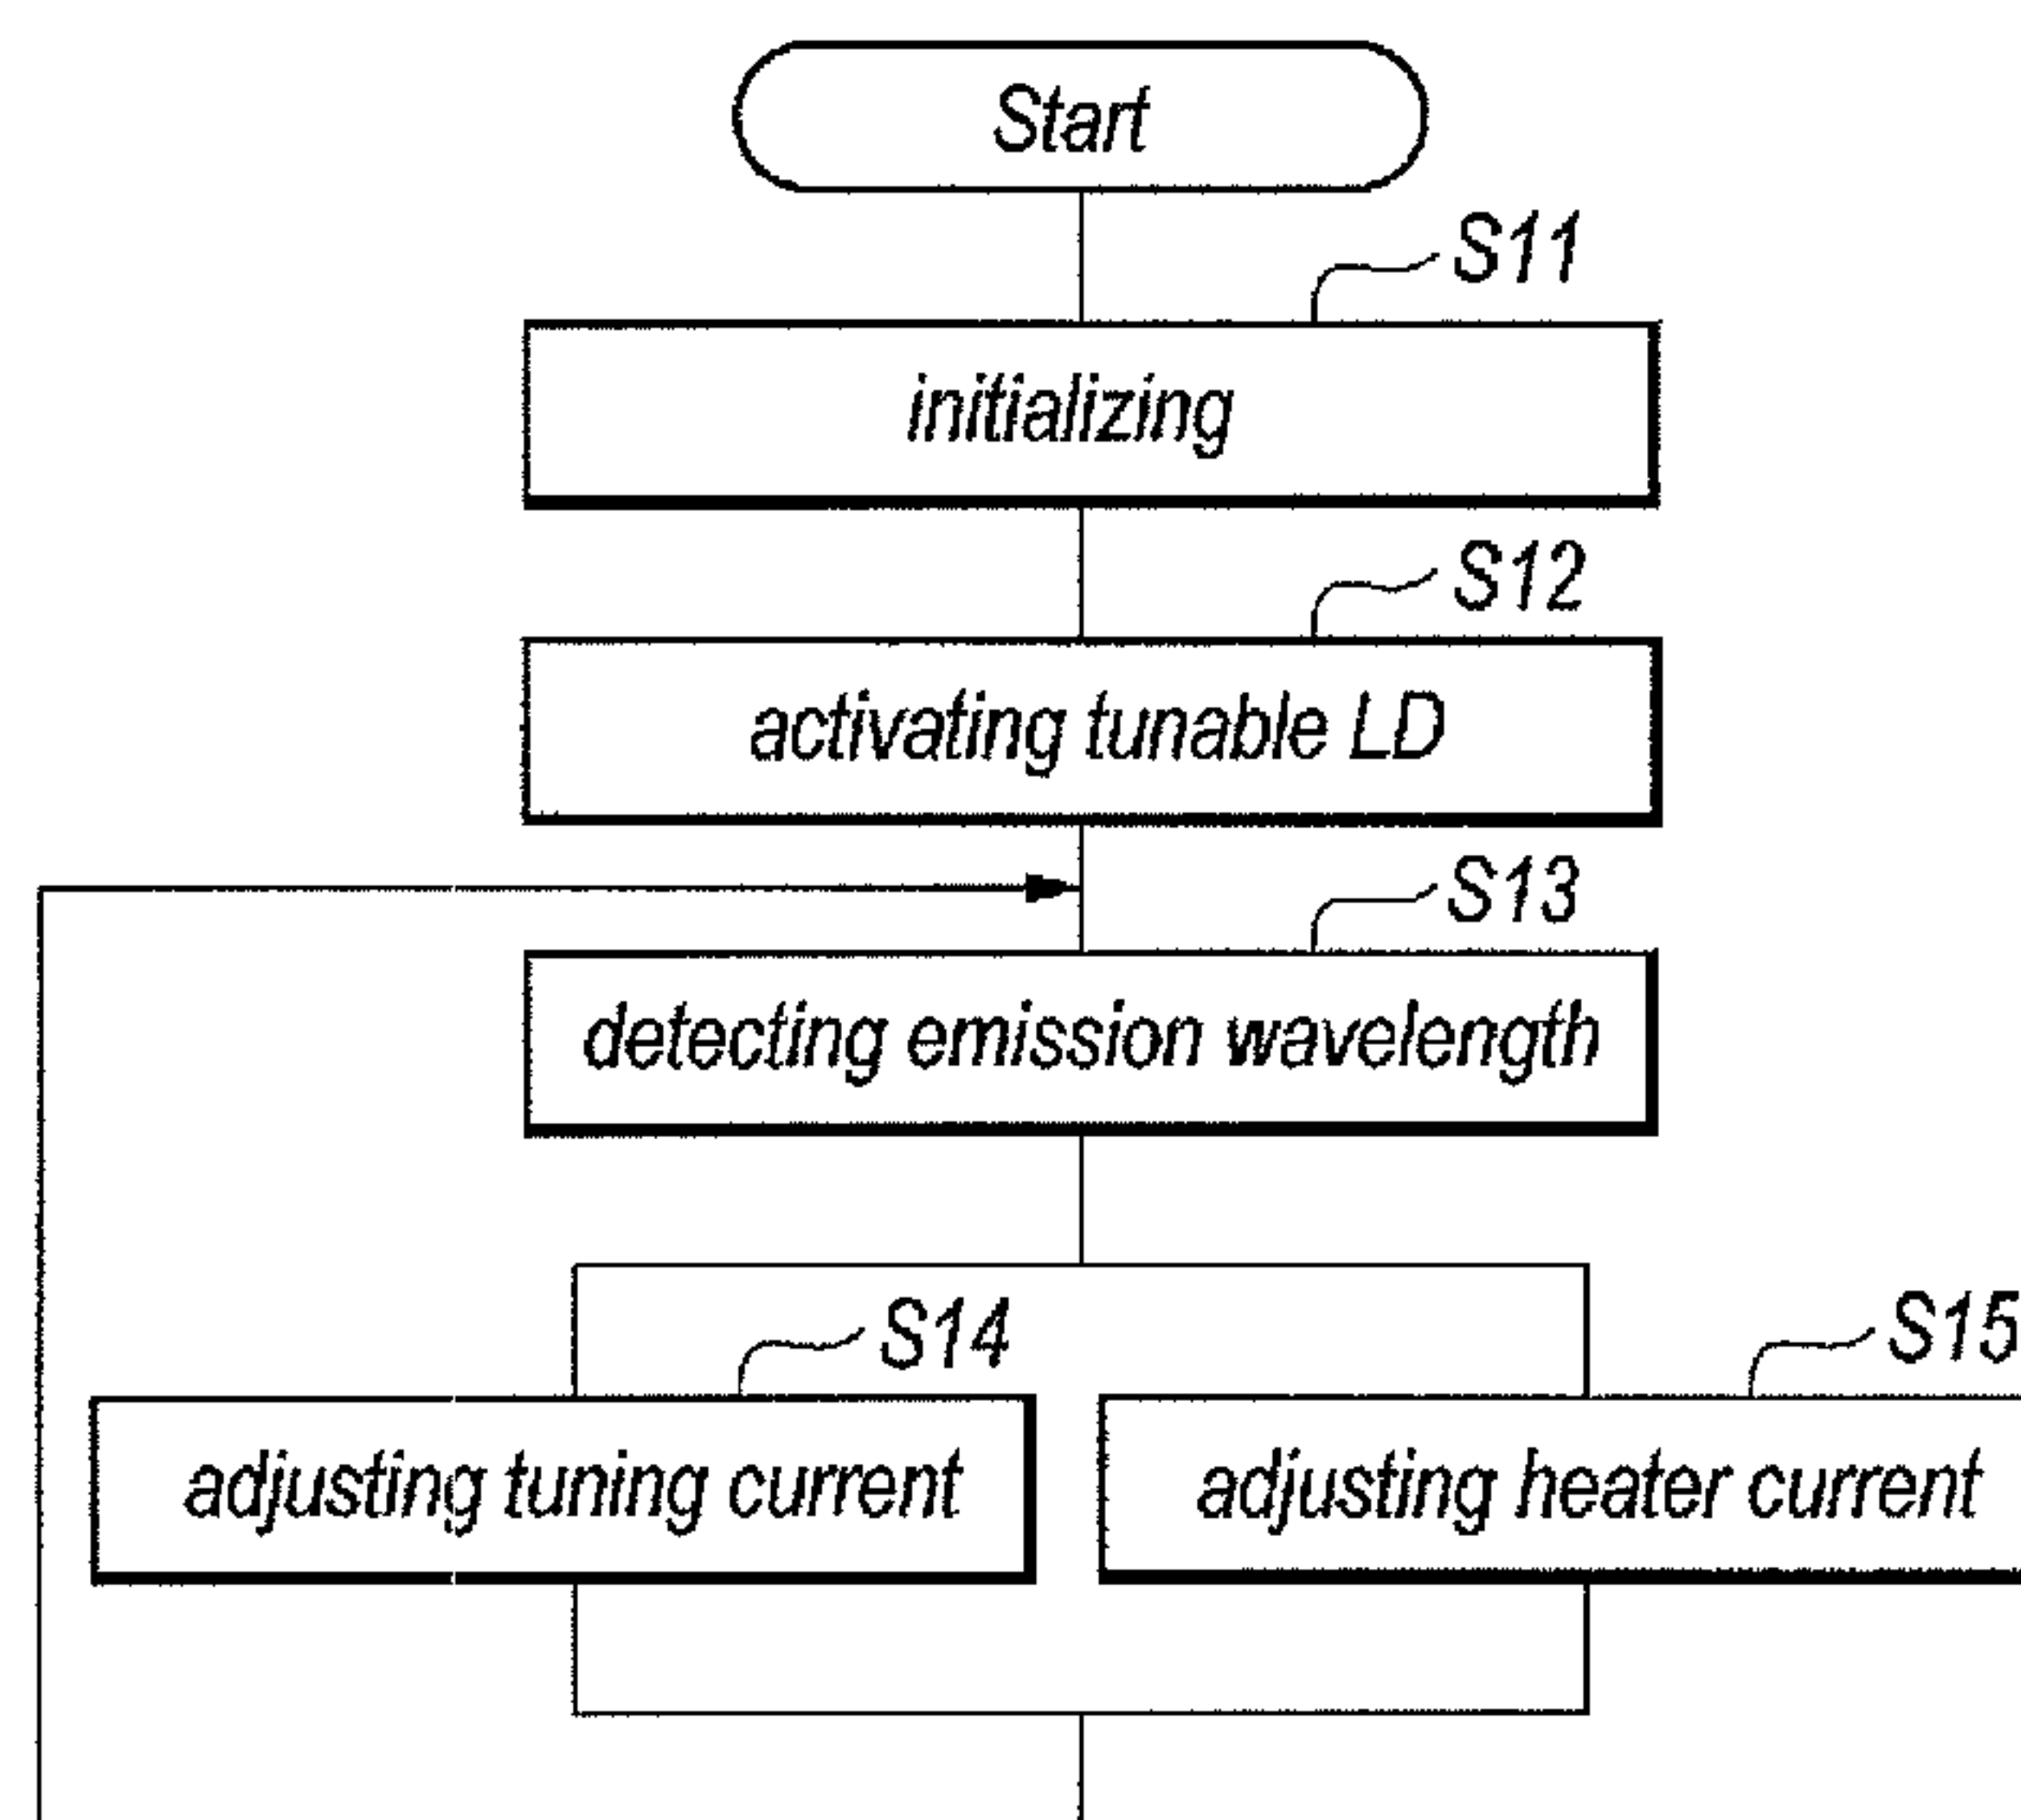 Start
S11
initializing
S12
activating tunable LD
S13
detecting emission wavelength
S14
S15
adjusting tuning current
adjusting heater current